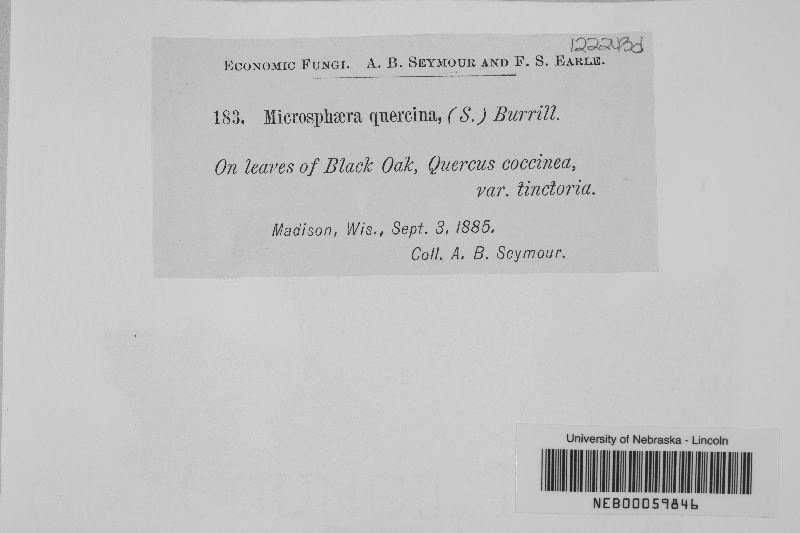 122243d
ECONOMIC FUNGI. A. B. SEYMOUR AND F. S. EARLE.
183. Microsphæra quercina, (S.) Burrill.
On leaves of Black Oak, Quercus coccinea,
var. tinctoria.
Madison, Wis., Sept. 3, 1885.
Coll. A. B. Seymour.
University of Nebraska - Lincoln
NEB00059846